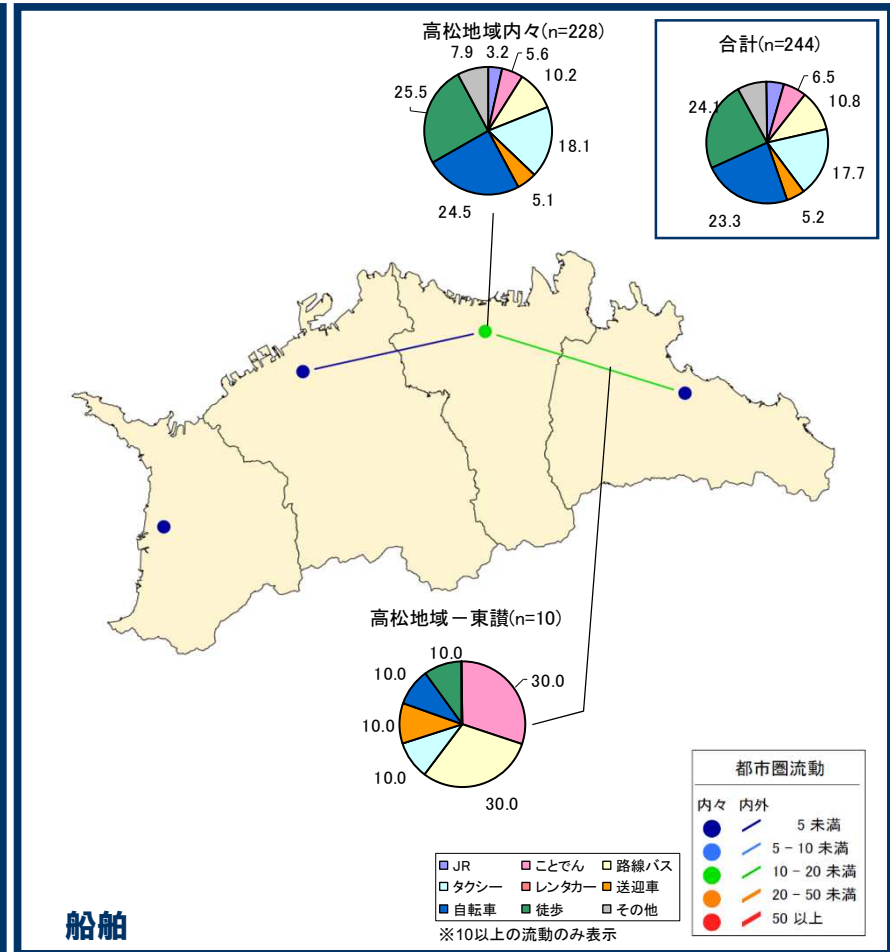 高松地域内々(n=228)
7.9 3.2 5.6
10.2
25.5
18.1
5.1
24.5
合計(n=244)
6.5
24.1
10.8
17.7
5.2
23.3
高松地域－東讃(n=10)
10.0
10.0
30.0
10.0
10.0
30.0
都市圏流動
内々 内外
5 未満
5－10 未満
10－20 未満
20－50 未満
50 以上
JR ことでん 路線バス
タクシー レンタカー 送迎車
自転車 徒歩 その他
※10以上の流動のみ表示
船舶